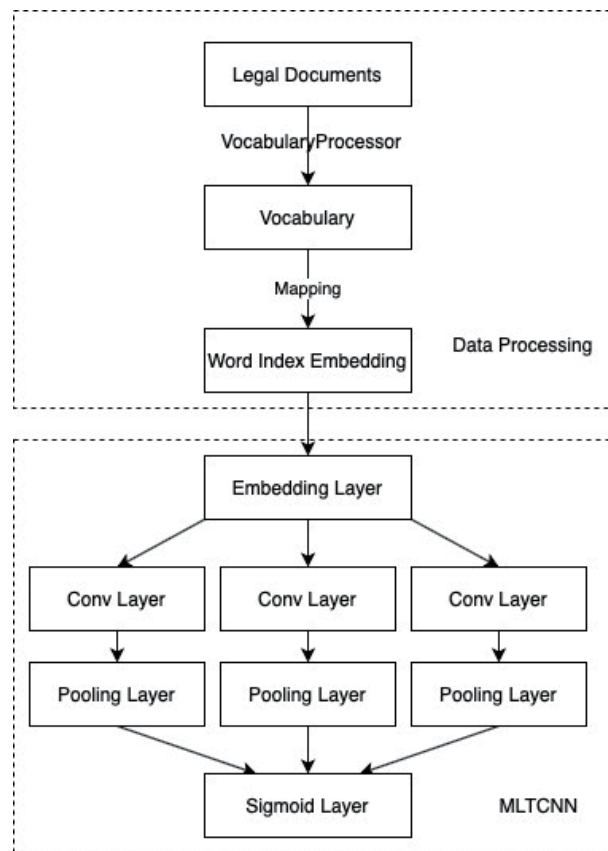 Legal Documents
VocabularyProcessor
Vocabulary
Mapping
Word Index Embedding
Data Processing
Embedding Layer
Conv Layer
Conv Layer
Conv Layer
Pooling Layer
Pooling Layer
Pooling Layer
Sigmoid Layer
MLTCNN